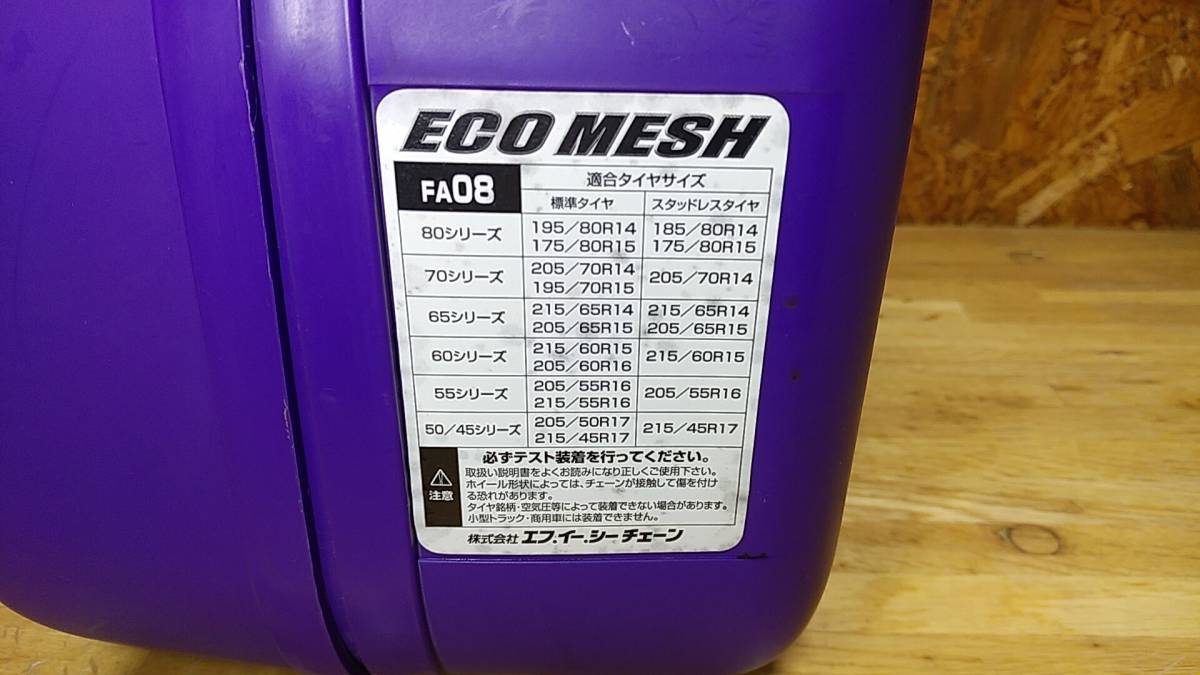 ECO MESH
FA08
適合タイヤサイズ
標準タイヤ スタッドレスタイヤ
80シリーズ
195／80R14 185／80R14
175／80R15 175／80R15
70シリーズ
205／70R14
195／70R15
205／70R14
65シリーズ
215／65R14 215／65R14
205／65R15 205／65R15
60シリーズ
215／60R15
205／60R16
215／60R15
55シリーズ
205／55R16
215／55R16
205／55R16
50／45シリーズ
205／50R17
215／45R17
215／45R17
注意
必ずテスト装着を行ってください。
取扱い説明書をよくお読みになり正しくご使用下さい。
ホイール形状によっては、チェーンが接触して傷を付け
る恐れがあります。
タイヤ銘柄・空気圧等によって装着できない場合があります。
小型トラック・商用車には装着できません。
株式会社 エフ.イー.シーチェーン